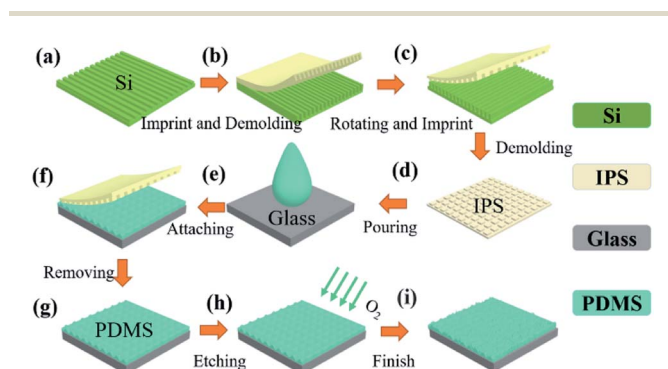 (a)
(b)
(c)
Si
Si
Imprint and Demolding
Rotating and Imprint
Demolding
(f)
(e)
(d)
IPS
Glass
IPS
Attaching
Pouring
Glass
Removing
(g)
(h)
(i)
O2
PDMS
PDMS
Etching
Finish